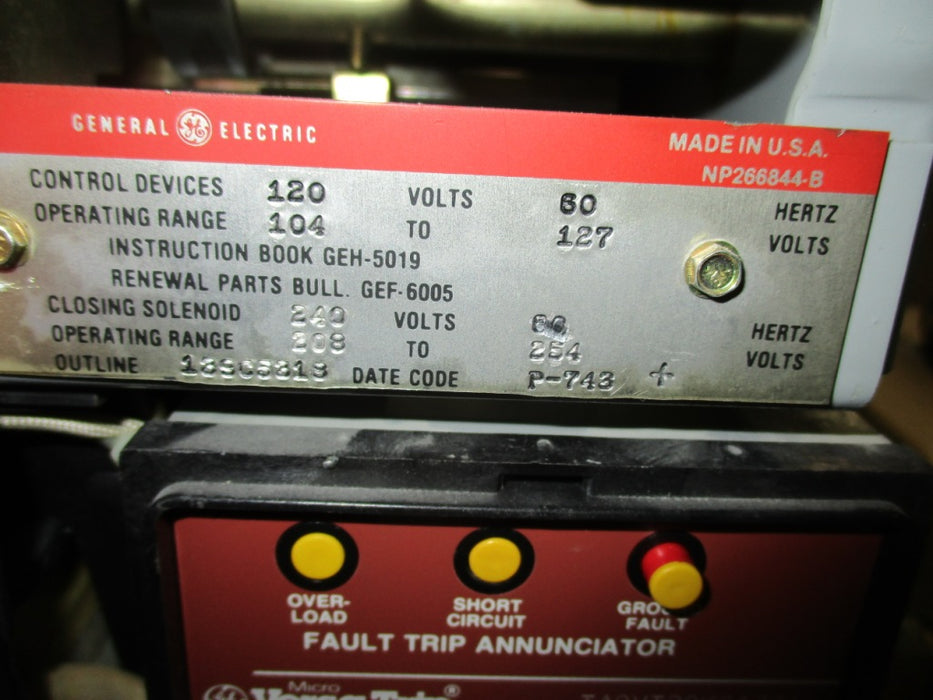 GENERAL GE ELECTRIC
MADE IN U.S.A.
NP266844-B
CONTROL DEVICES 120 VOLTS 60 HERTZ
OPERATING RANGE 104 TO 127 VOLTS
INSTRUCTION BOOK GEH-5019
RENEWAL PARTS BULL. GEF-6005
CLOSING SOLENOID 240 VOLTS 60 HERTZ
OPERATING RANGE 208 TO 254 VOLTS
OUTLINE DATE CODE P-743 +
OVER-
LOAD
SHORT
CIRCUIT
FAULT
FAULT TRIP ANNUNCIATOR
Micro
VersaTrip®